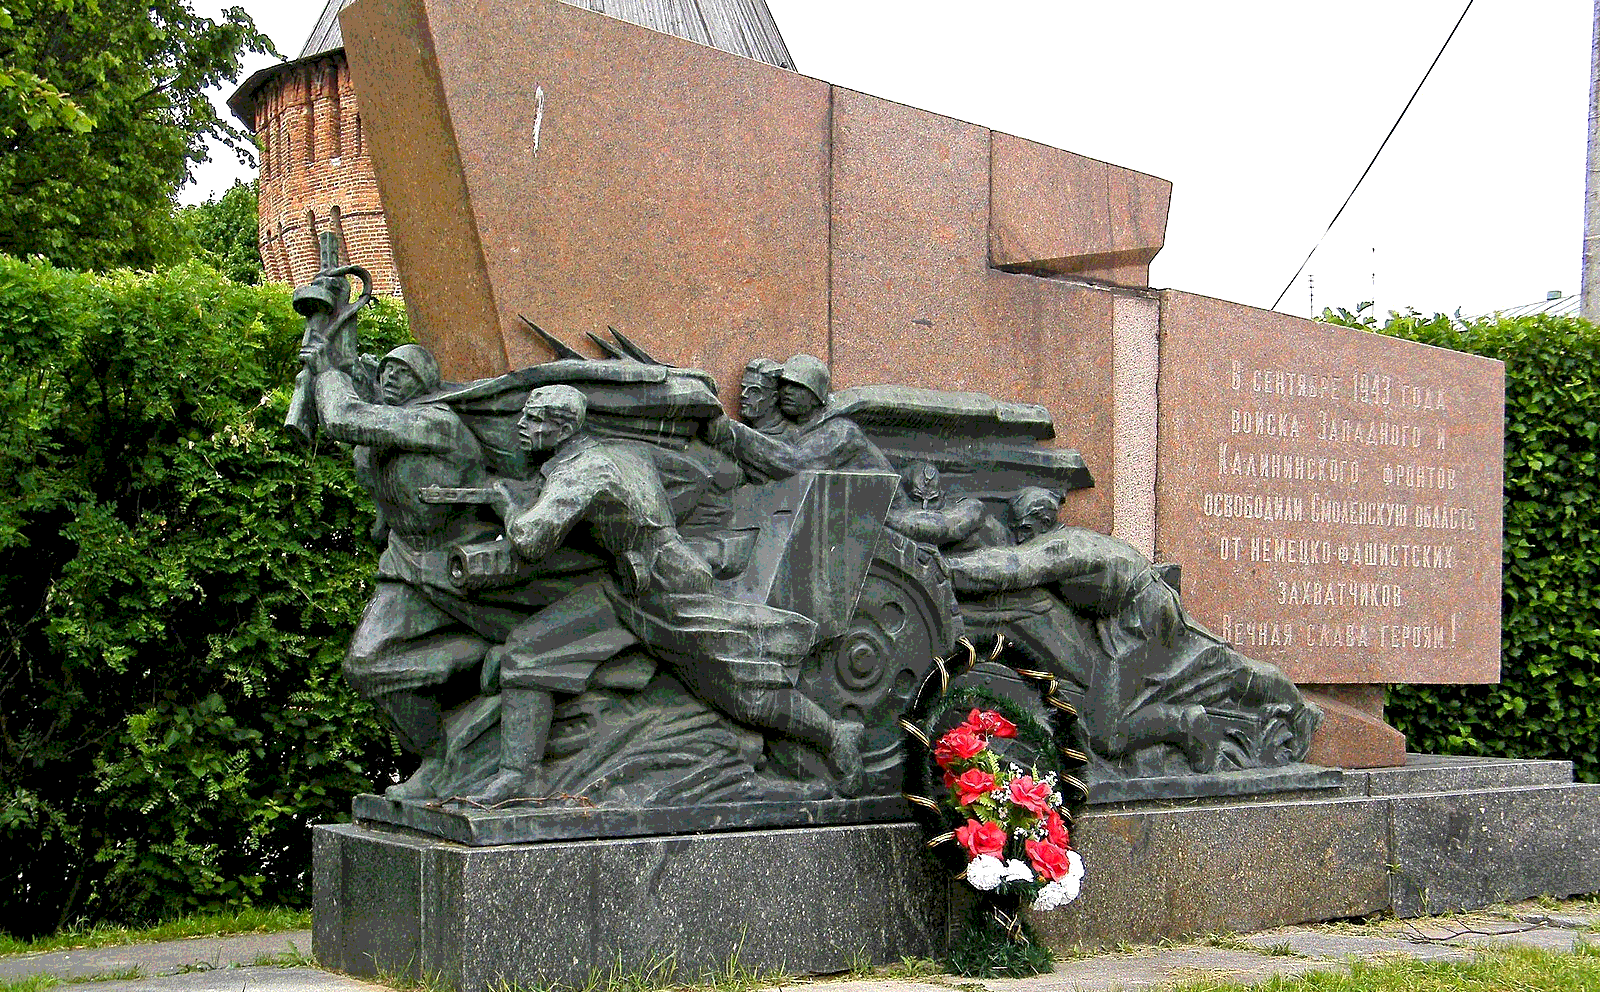 В СЕНТЯБРЕ 1943 ГОДА
ВОЙСКА ЗАПАДНОГО И
КАЛИНИНСКОГО ФРОНТОВ
ОСВОБОДИЛИ СМОЛЕНСКУЮ ОБЛАСТЬ
ОТ НЕМЕЦКО-ФАШИСТСКИХ
ЗАХВАТЧИКОВ
ВЕЧНАЯ СЛАВА ГЕРОЯМ!